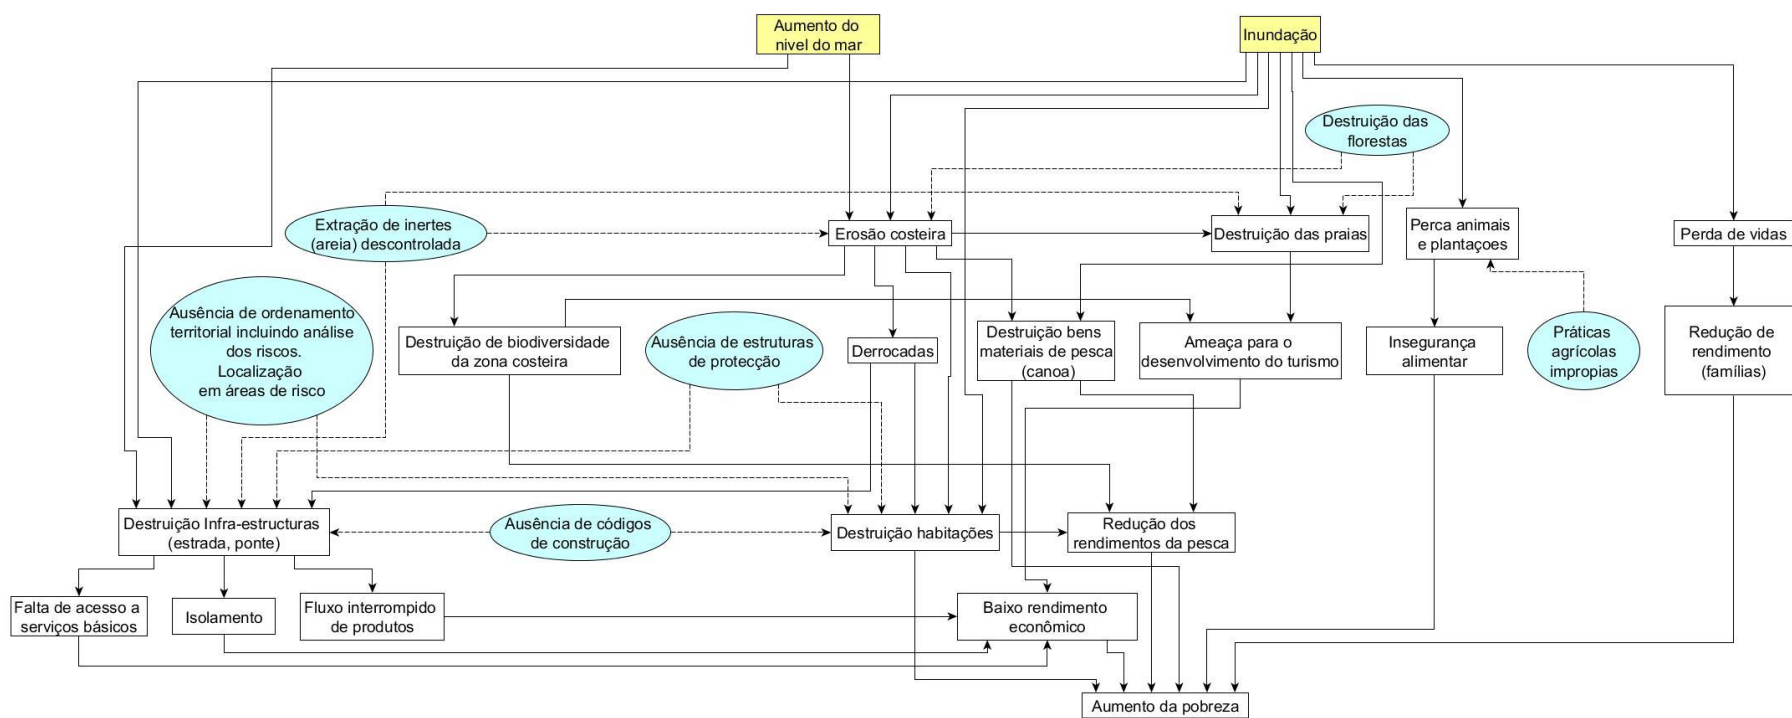 Aumento do
nivel do mar
Inundação
Destruição das
florestas
Extração de inertes
(areia) descontrolada
Erosão costeira
Destruição das praias
Perca animais
e plantaçoes
Perda de vidas
Ausência de ordenamento
territorial incluindo análise
dos riscos.
Localização
em áreas de risco
Destruição de biodiversidade
da zona costeira
Ausência de estruturas
de protecção
Derrocadas
Destruição bens
materiais de pesca
(canoa)
Ameaça para o
desenvolvimento do turismo
Insegurança
alimentar
Práticas
agrícolas
impropias
Redução de
rendimento
(famílias)
Destruição Infra-estructuras
(estrada, ponte)
Ausência de códigos
de construção
Destruição habitações
Redução dos
rendimentos da pesca
Falta de acesso a
serviços básicos
Isolamento
Fluxo interrompido
de produtos
Baixo rendimento
econômico
Aumento da pobreza